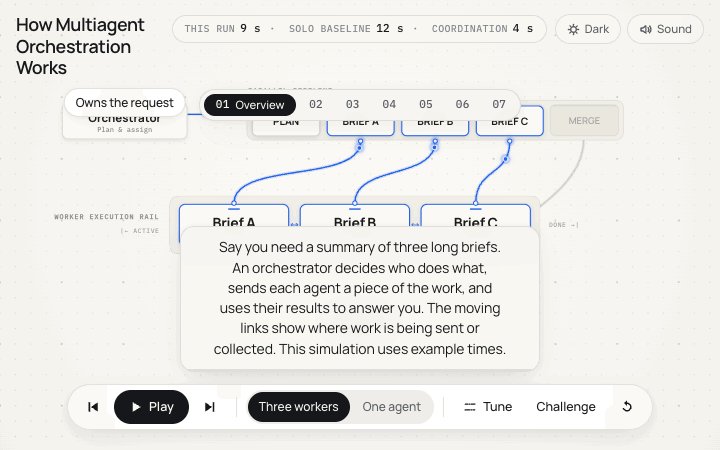 How Multiagent
Orchestration
Works
THIS RUN 9 s · SOLO BASELINE 12 s · COORDINATION 4 s
Dark
Sound
Owns the request
01 Overview 02 03 04 05 06 07
Orchestrator
Plan & assign
PLAN
BRIEF A
BRIEF B
BRIEF C
MERGE
WORKER EXECUTION RAIL
|← ACTIVE
Brief A
Brief B
Brief C
DONE →|
Say you need a summary of three long briefs.
An orchestrator decides who does what,
sends each agent a piece of the work, and
uses their results to answer you. The moving
links show where work is being sent or
collected. This simulation uses example times.
Play
Three workers
One agent
Tune
Challenge